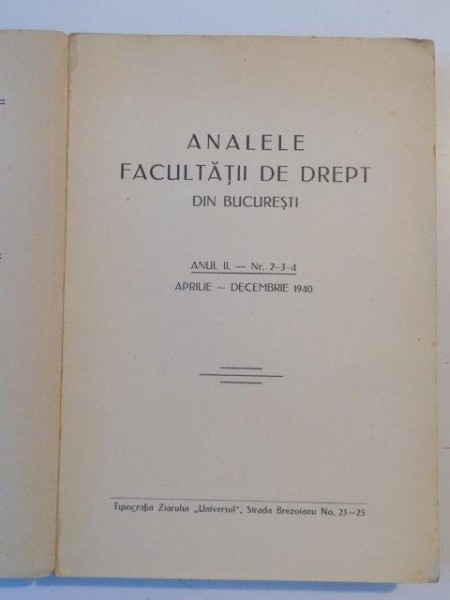 ANALELE
FACULTĂȚII DE DREPT
DIN BUCUREȘTI
ANUL II. — Nr. 2-3-4
APRILIE — DECEMBRIE 1940
Tipografia Ziarului „Universul", Strada Brezoianu No. 23—25